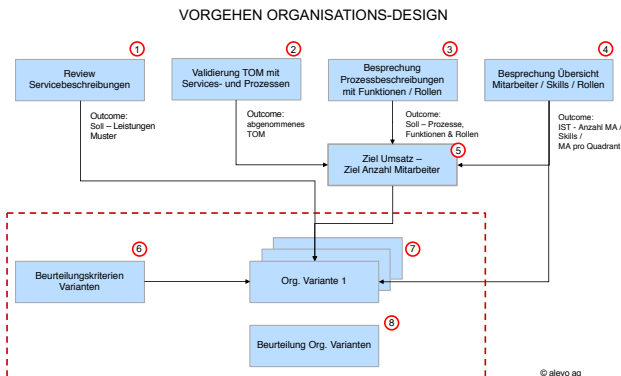 VORGEHEN ORGANISATIONS-DESIGN
1
Review
Servicebeschreibungen
2
Validierung TOM mit
Services- und Prozessen
3
Besprechung
Prozessbeschreibungen
mit Funktionen / Rollen
4
Besprechung Übersicht
Mitarbeiter / Skills / Rollen
Outcome:
Soll – Leistungen
Muster
Outcome:
abgenommenes
TOM
Outcome:
Soll – Prozesse,
Funktionen & Rollen
Outcome:
IST - Anzahl MA /
Skills /
MA pro Quadrant
5
Ziel Umsatz –
Ziel Anzahl Mitarbeiter
6
Beurteilungskriterien
Varianten
7
Org. Variante 1
8
Beurteilung Org. Varianten
© alevo ag